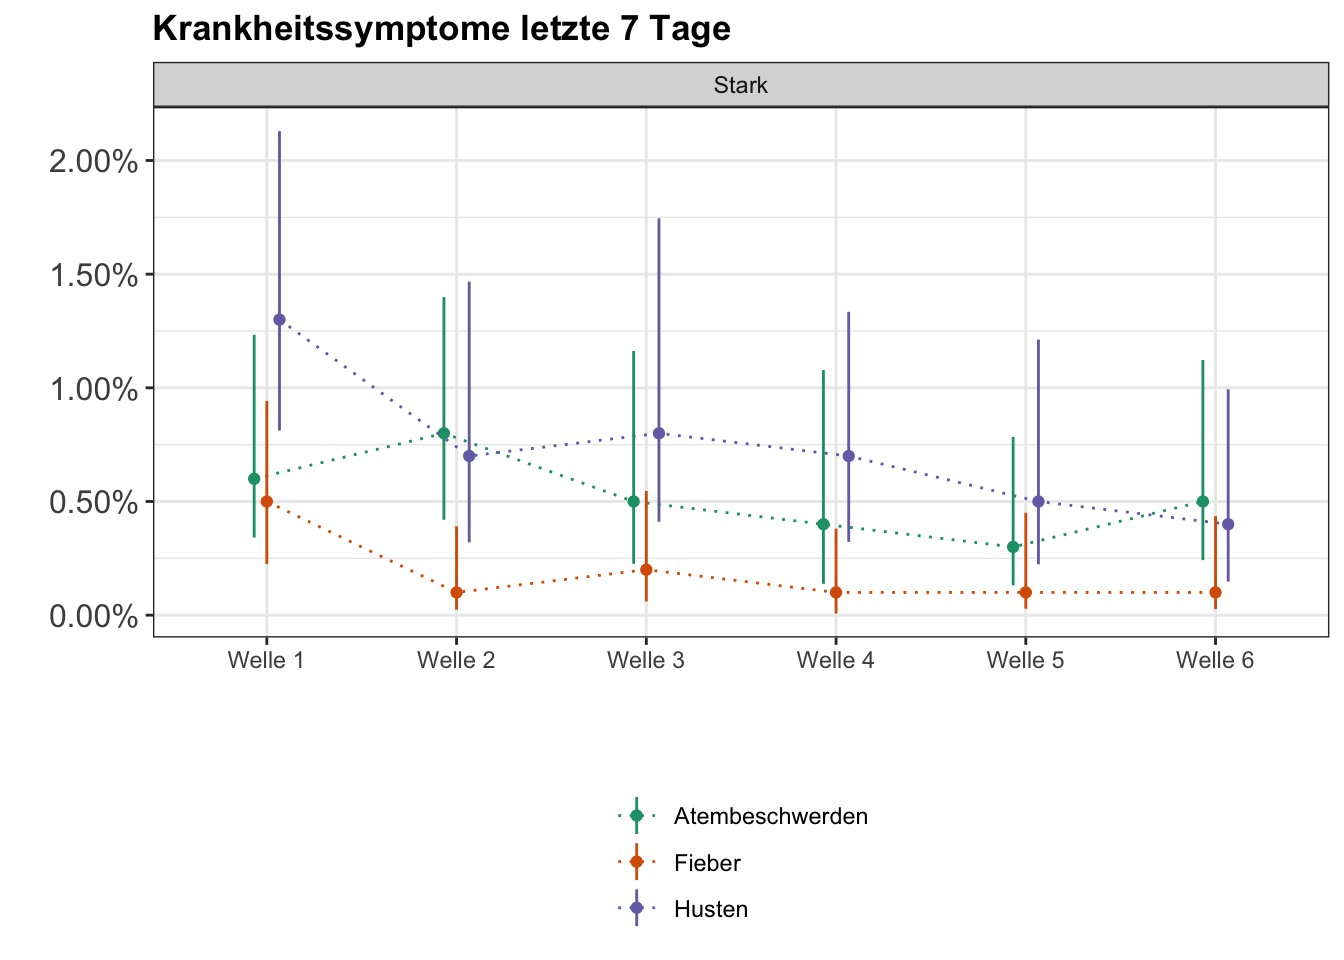 Krankheitssymptome letzte 7 Tage
Stark
2.00%
1.50%
1.00%
0.50%
0.00%
Welle 1 Welle 2 Welle 3 Welle 4 Welle 5 Welle 6
Atembeschwerden
Fieber
Husten